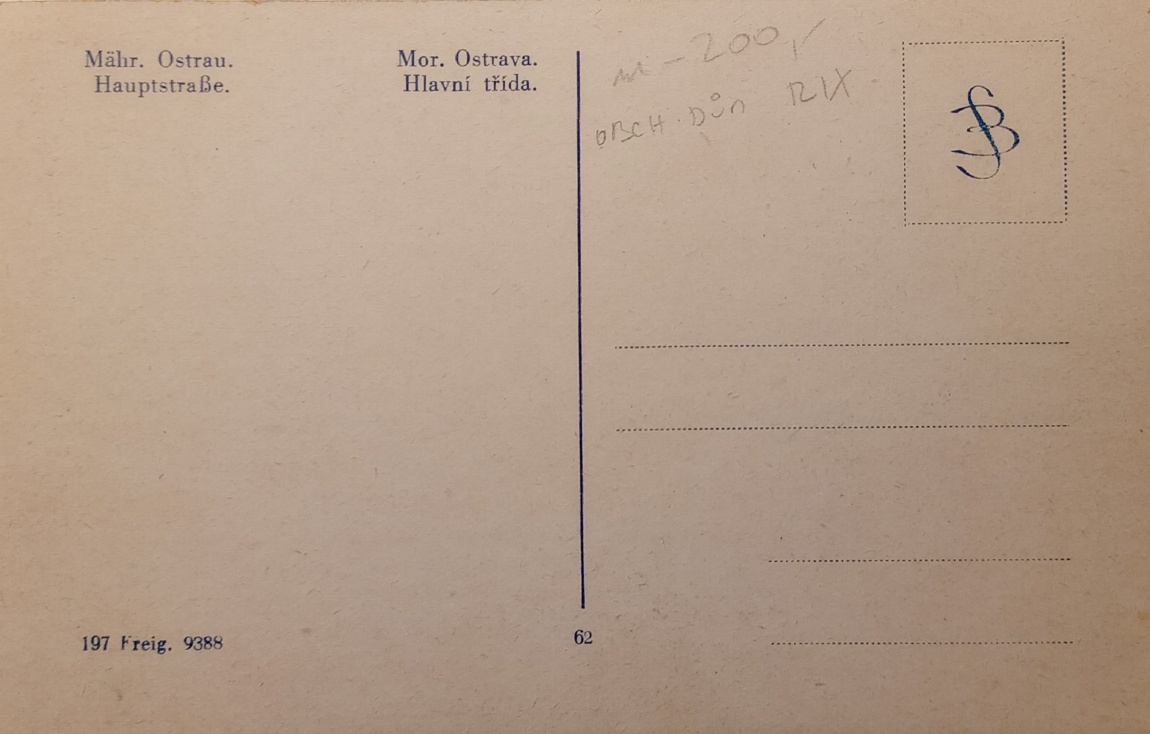 Mähr. Ostrau.
Hauptstraße.
Mor. Ostrava.
Hlavní třída.
– 200,
OBCH. DŮM RIX
197 Freig. 9388
62